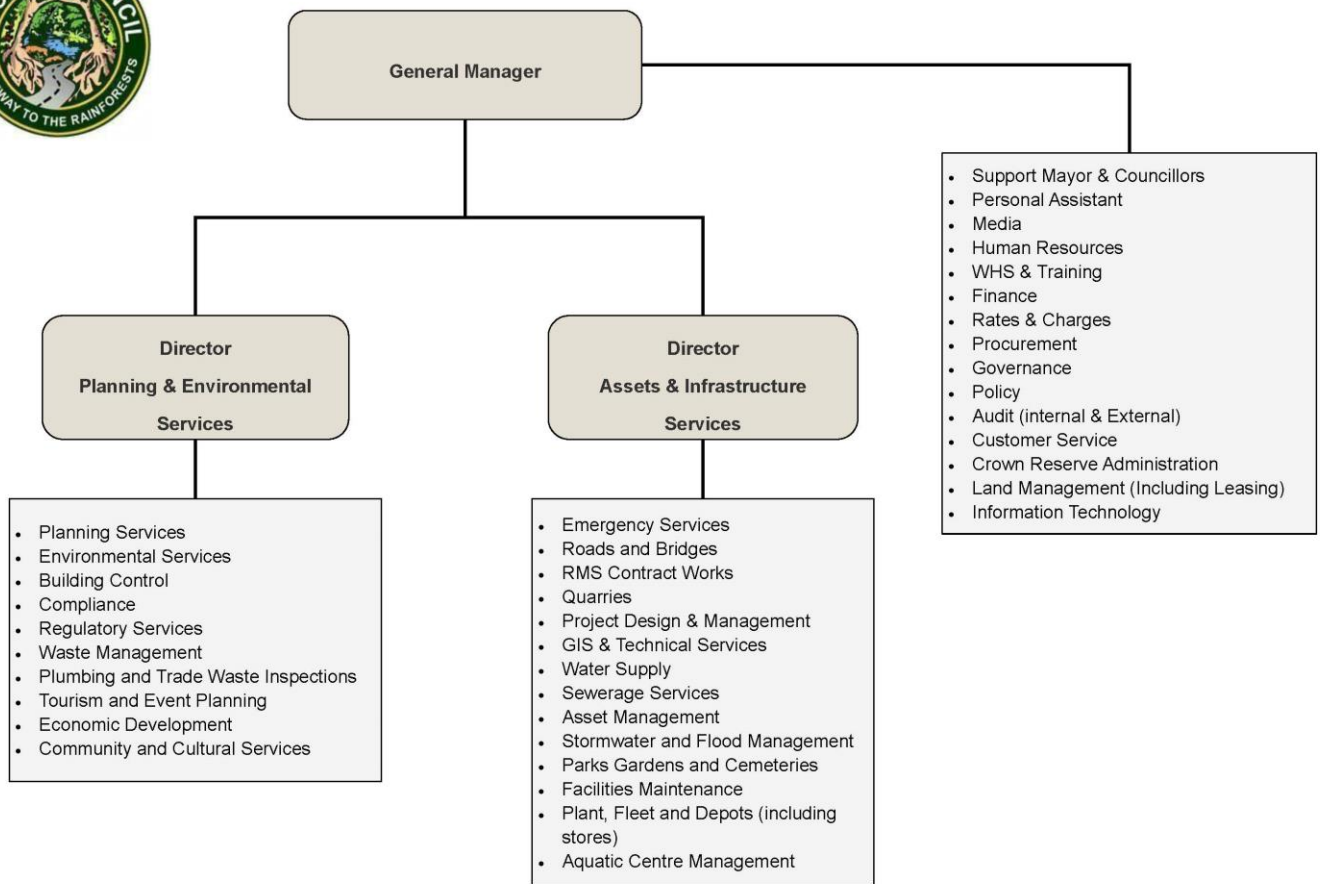 CIL
WAY TO THE RAINFORESTS
General Manager
• Support Mayor & Councillors
• Personal Assistant
• Media
• Human Resources
• WHS & Training
• Finance
• Rates & Charges
• Procurement
• Governance
• Policy
• Audit (internal & External)
• Customer Service
• Crown Reserve Administration
• Land Management (Including Leasing)
• Information Technology
Director
Planning & Environmental
Services
Director
Assets & Infrastructure
Services
• Planning Services
• Environmental Services
• Building Control
• Compliance
• Regulatory Services
• Waste Management
• Plumbing and Trade Waste Inspections
• Tourism and Event Planning
• Economic Development
• Community and Cultural Services
• Emergency Services
• Roads and Bridges
• RMS Contract Works
• Quarries
• Project Design & Management
• GIS & Technical Services
• Water Supply
• Sewerage Services
• Asset Management
• Stormwater and Flood Management
• Parks Gardens and Cemeteries
• Facilities Maintenance
• Plant, Fleet and Depots (including
stores)
• Aquatic Centre Management